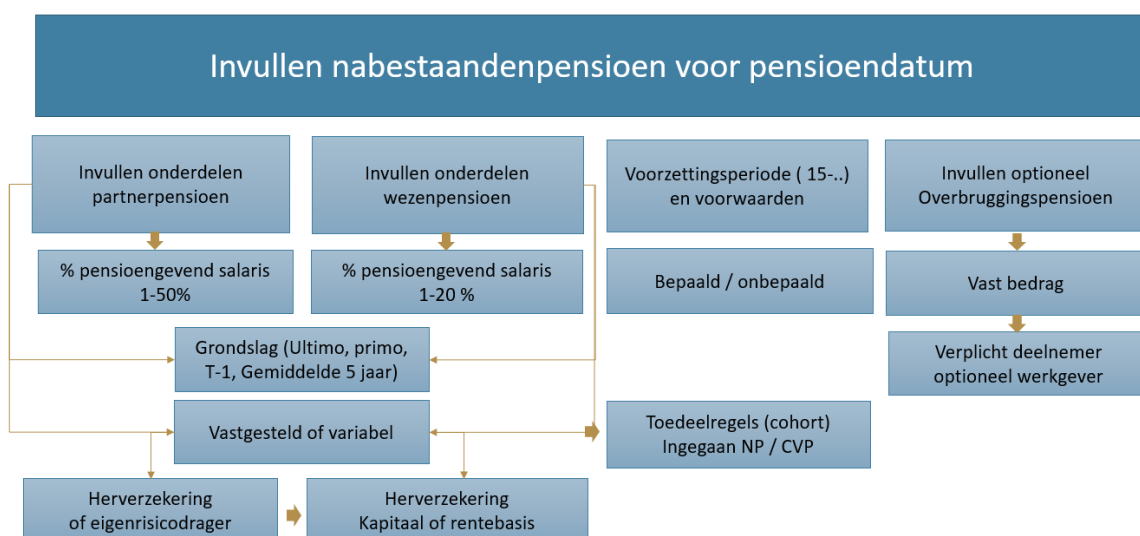 Invullen nabestaandenpensioen voor pensioendatum
Invullen onderdelen
partnerpensioen
Invullen onderdelen
wezenpensioen
Voorzettingsperiode ( 15-..)
en voorwaarden
Invullen optioneel
Overbruggingspensioen
% pensioengevend salaris
1-50%
% pensioengevend salaris
1-20 %
Bepaald / onbepaald
Vast bedrag
Grondslag (Ultimo, primo,
T-1, Gemiddelde 5 jaar)
Verplicht deelnemer
optioneel werkgever
Vastgesteld of variabel
Toedeelregels (cohort)
Ingegaan NP / CVP
Herverzekering
of eigenrisicodrager
Herverzekering
Kapitaal of rentebasis